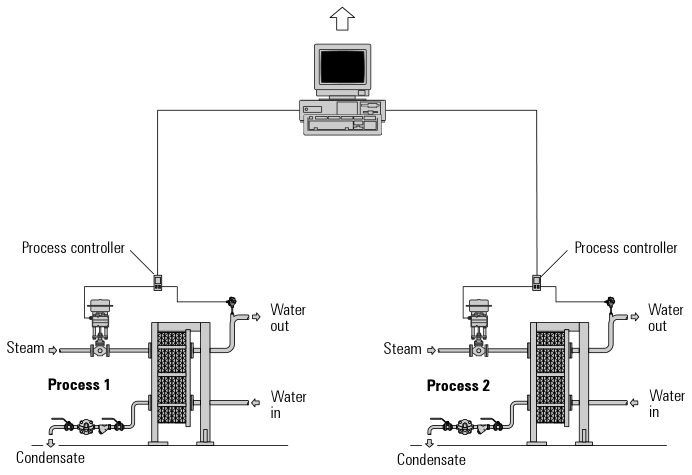 Process controller
Process controller
Water
out
Water
out
Steam
Steam
Process 1
Process 2
Water
in
Water
in
Condensate
Condensate